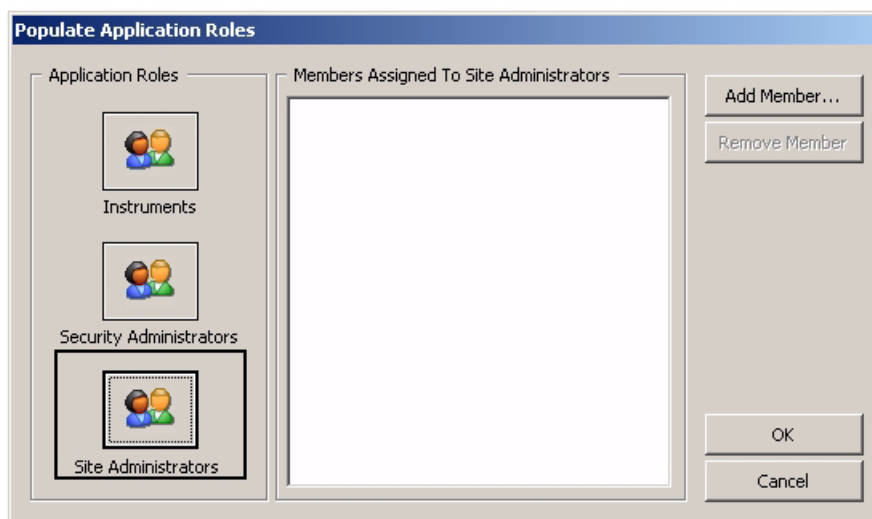 Populate Application Roles
Application Roles
Instruments
Security Administrators
Site Administrators
Members Assigned To Site Administrators
Add Member...
Remove Member
OK
Cancel